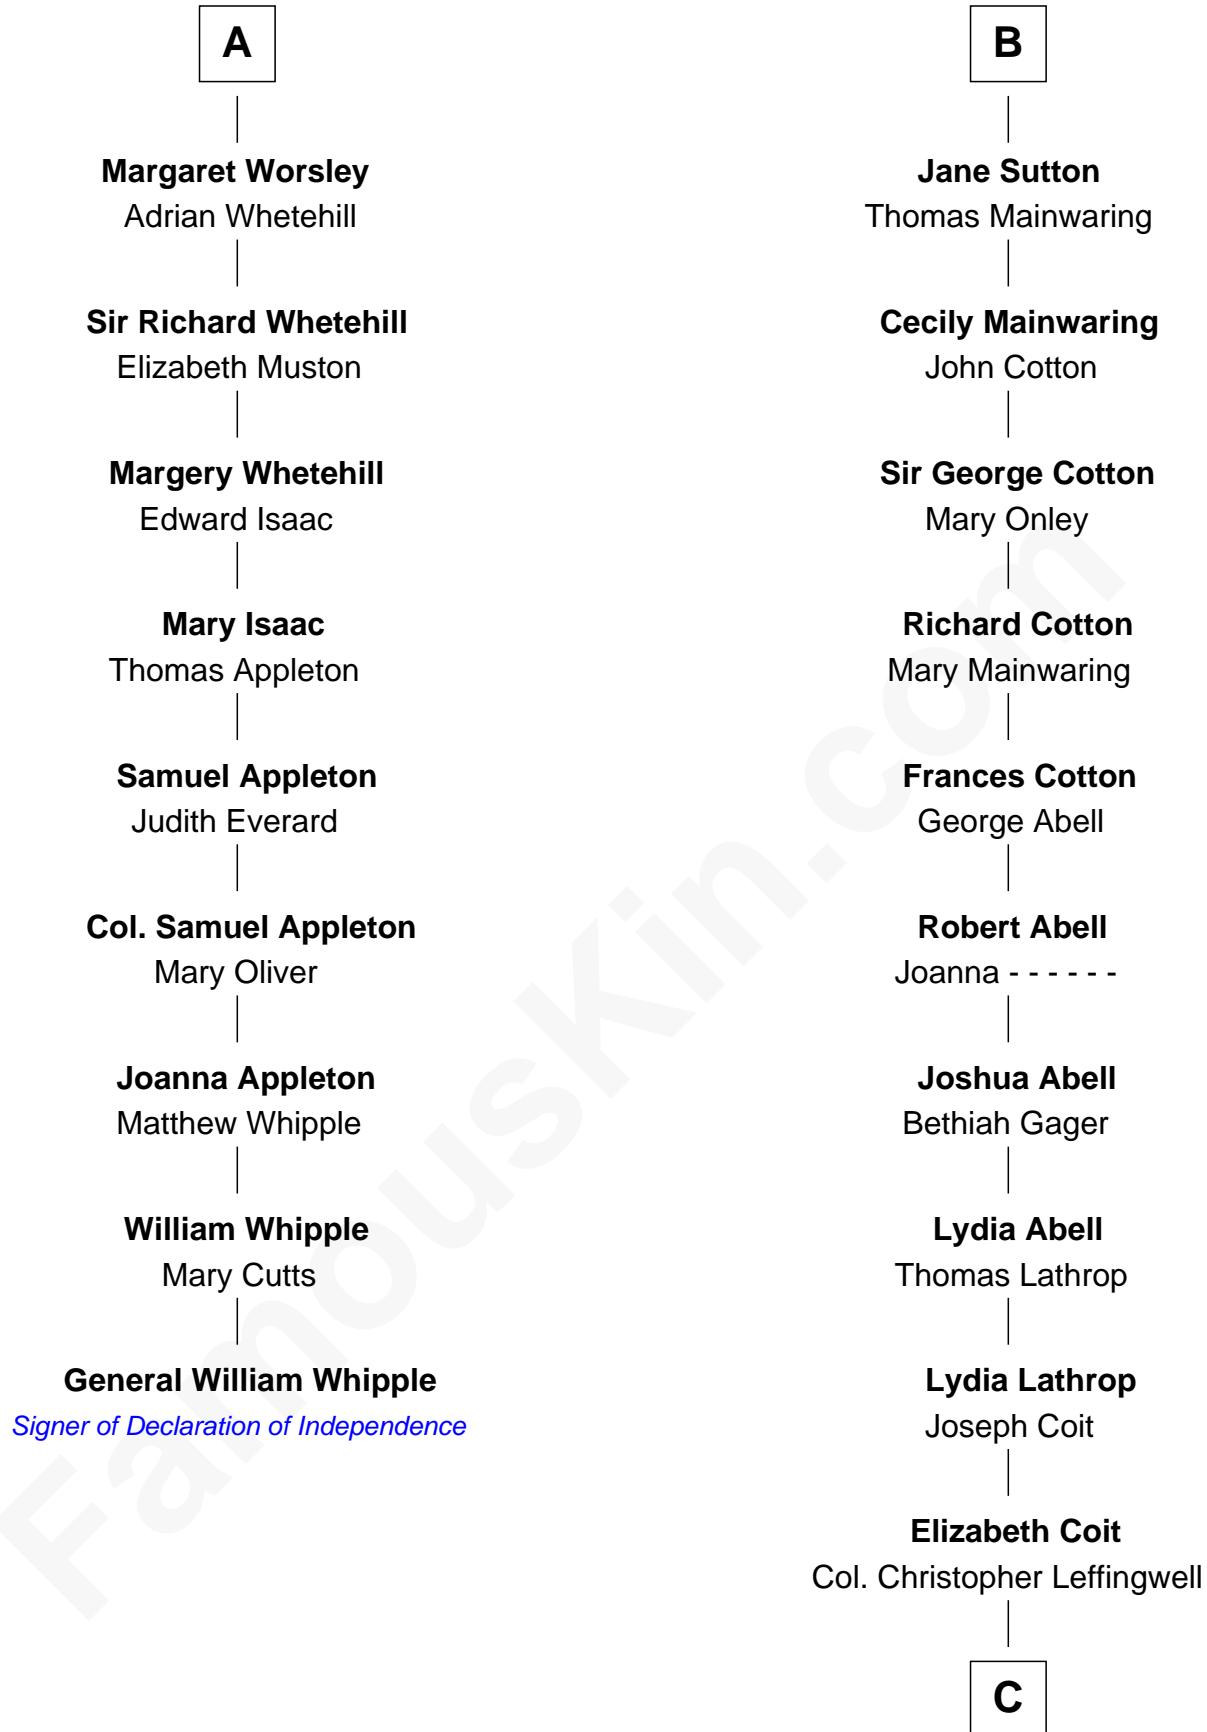 A
Margaret Worsley
Adrian Whetehill
Sir Richard Whetehill
Elizabeth Muston
Margery Whetehill
Edward Isaac
Mary Isaac
Thomas Appleton
Samuel Appleton
Judith Everard
Col. Samuel Appleton
Mary Oliver
Joanna Appleton
Matthew Whipple
William Whipple
Mary Cutts
General William Whipple
Signer of Declaration of Independence
B
Jane Sutton
Thomas Mainwaring
Cecily Mainwaring
John Cotton
Sir George Cotton
Mary Onley
Richard Cotton
Mary Mainwaring
Frances Cotton
George Abell
Robert Abell
Joanna - - - - - -
Joshua Abell
Bethiah Gager
Lydia Abell
Thomas Lathrop
Lydia Lathrop
Joseph Coit
Elizabeth Coit
Col. Christopher Leffingwell
C
FamousKin.com